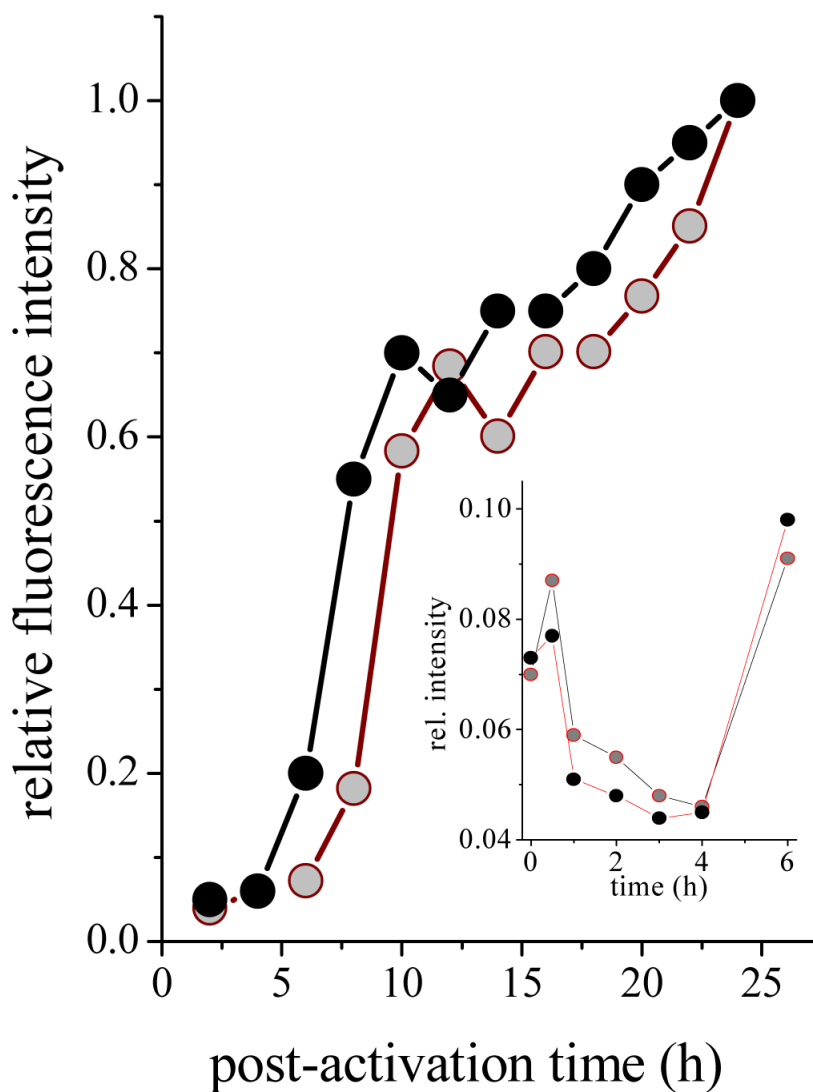 relative fluorescence intensity
1.0
0.8
0.6
0.4
0.2
0.0
0 5 10 15 20 25
post-activation time (h)
rel. intensity
0.10
0.08
0.06
0.04
0 2 4 6
time (h)